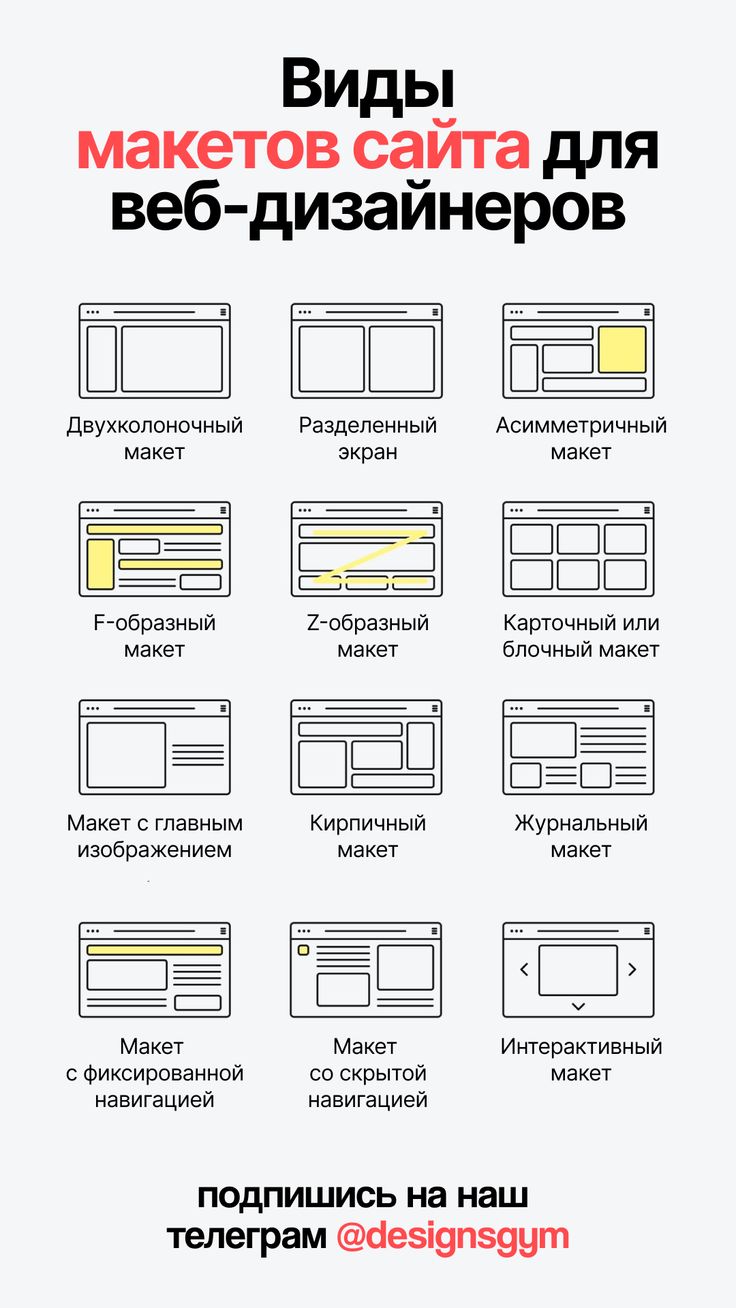 Виды
макетов сайта для
веб-дизайнеров
Двухколоночный
макет
Разделенный
экран
Асимметричный
макет
F-образный
макет
Z-образный
макет
Карточный или
блочный макет
Макет с главным
изображением
Кирпичный
макет
Журнальный
макет
Макет
с фиксированной
навигацией
Макет
со скрытой
навигацией
Интерактивный
макет
подпишись на наш
телеграм @designsgym